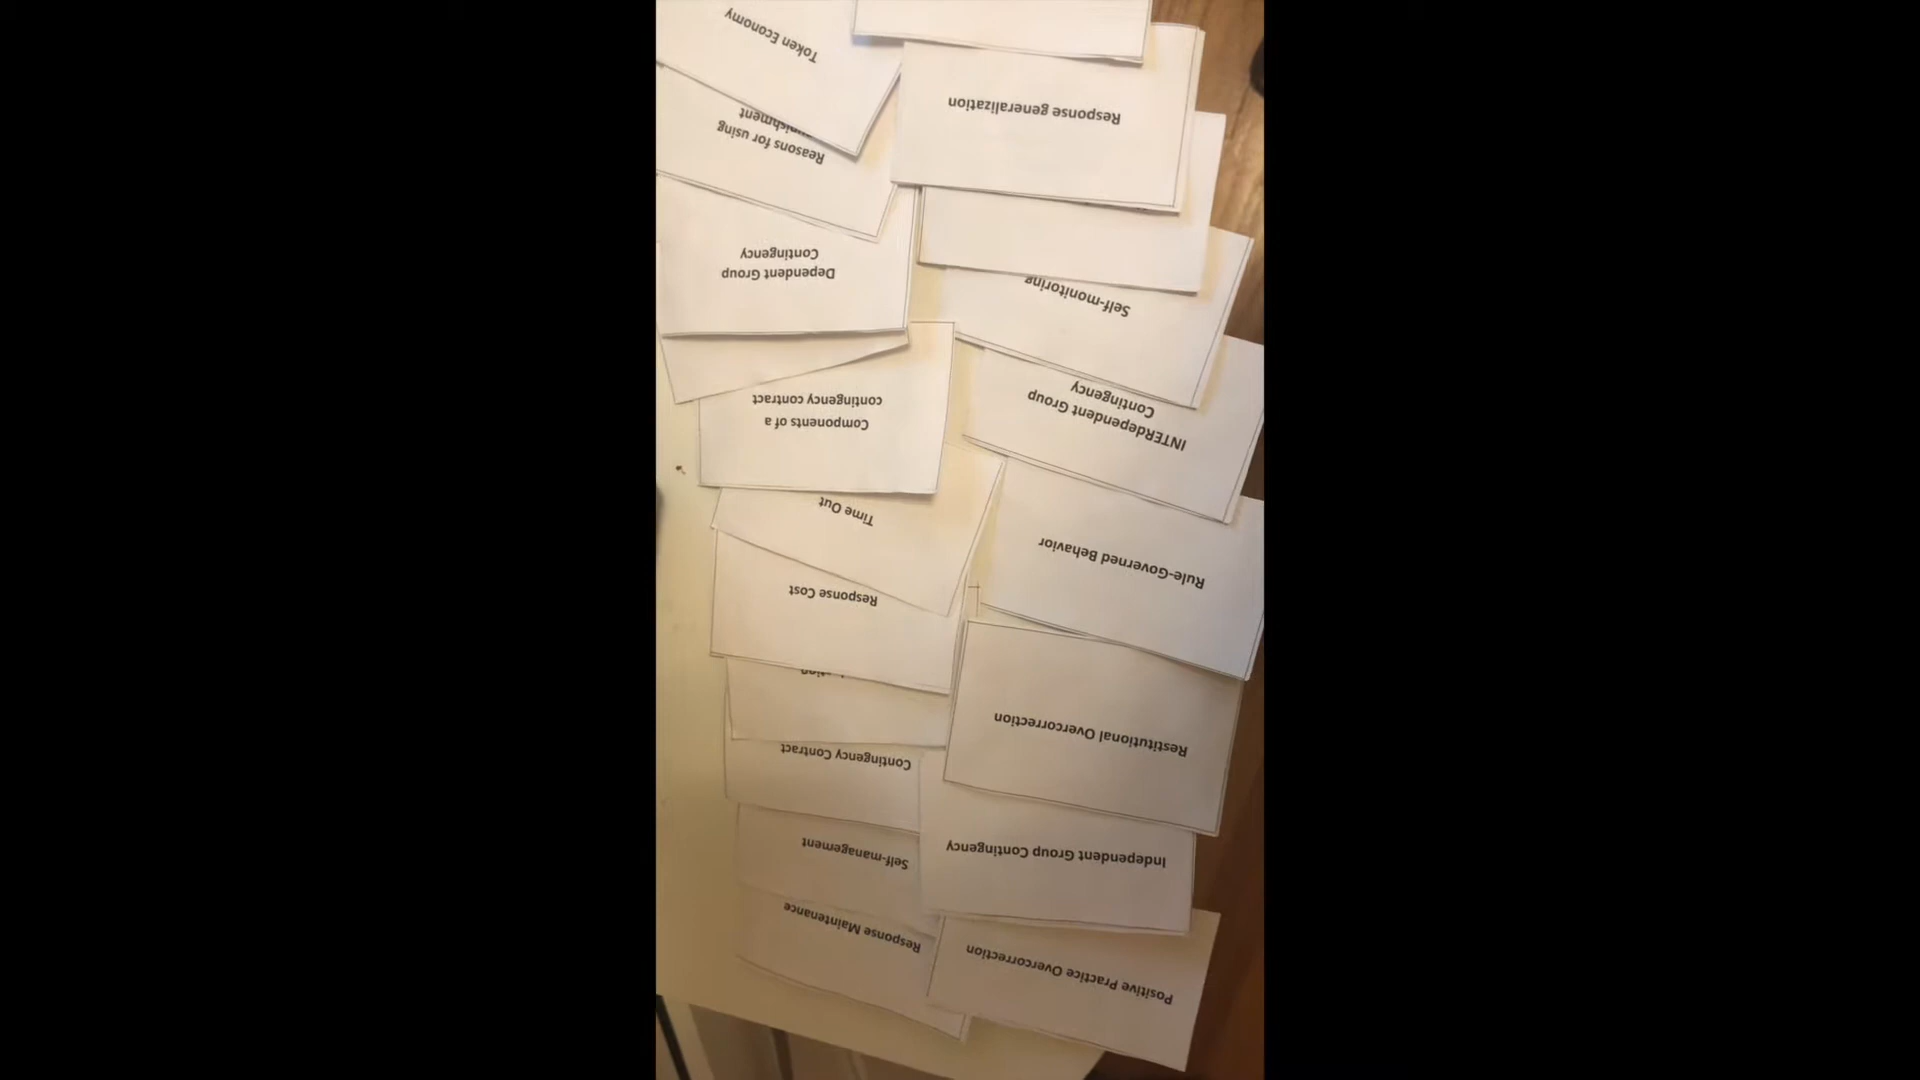 Positive Practice Overcorrection
Response Maintenance
Independent Group Contingency
Self-management
Restitutional Overcorrection
Contingency Contract
Rule-Governed Behavior
Response Cost
Time Out
INTERdependent Group
Contingency
Components of a
contingency contract
Self-monitoring
Dependent Group
Contingency
Response generalization
Reasons for using
Token Economy